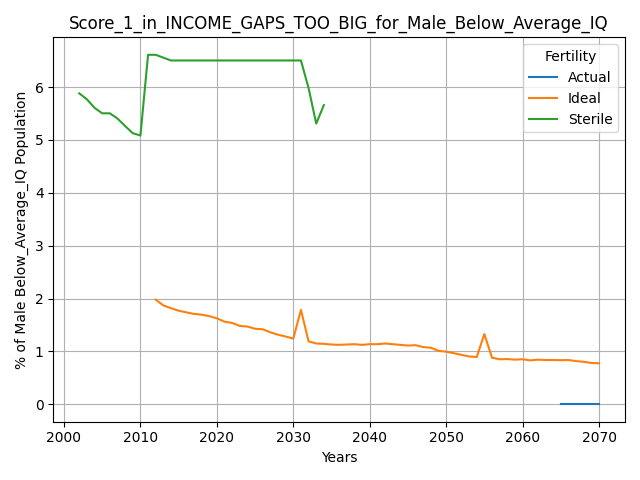 Score_1_in_INCOME_GAPS_TOO_BIG_for_Male_Below_Average_IQ
% of Male Below_Average_IQ Population
6
5
4
3
2
1
0
Fertility
Actual
Ideal
Sterile
2000 2010 2020 2030 2040 2050 2060 2070
Years